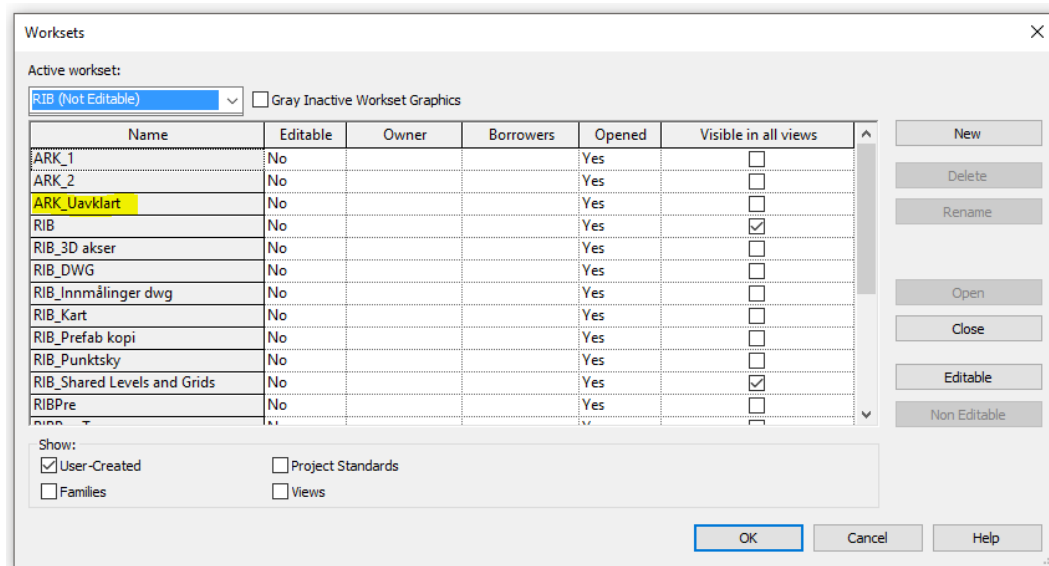 Worksets
Active workset:
RIB (Not Editable) Gray Inactive Workset Graphics
Name Editable Owner Borrowers Opened Visible in all views New
ARK_1 No Yes
ARK_2 No Yes Delete
ARK_Uavklart No Yes Rename
RIB No Yes
RIB_3D akser No Yes
RIB_DWG No Yes
RIB_Innmålinger dwg No Yes Open
RIB_Kart No Yes
RIB_Prefab kopi No Yes Close
RIB_Punktsky No Yes
RIB_Shared Levels and Grids No Yes Editable
RIBPre No Yes Non Editable
Show:
User-Created Project Standards
Families Views
OK Cancel Help